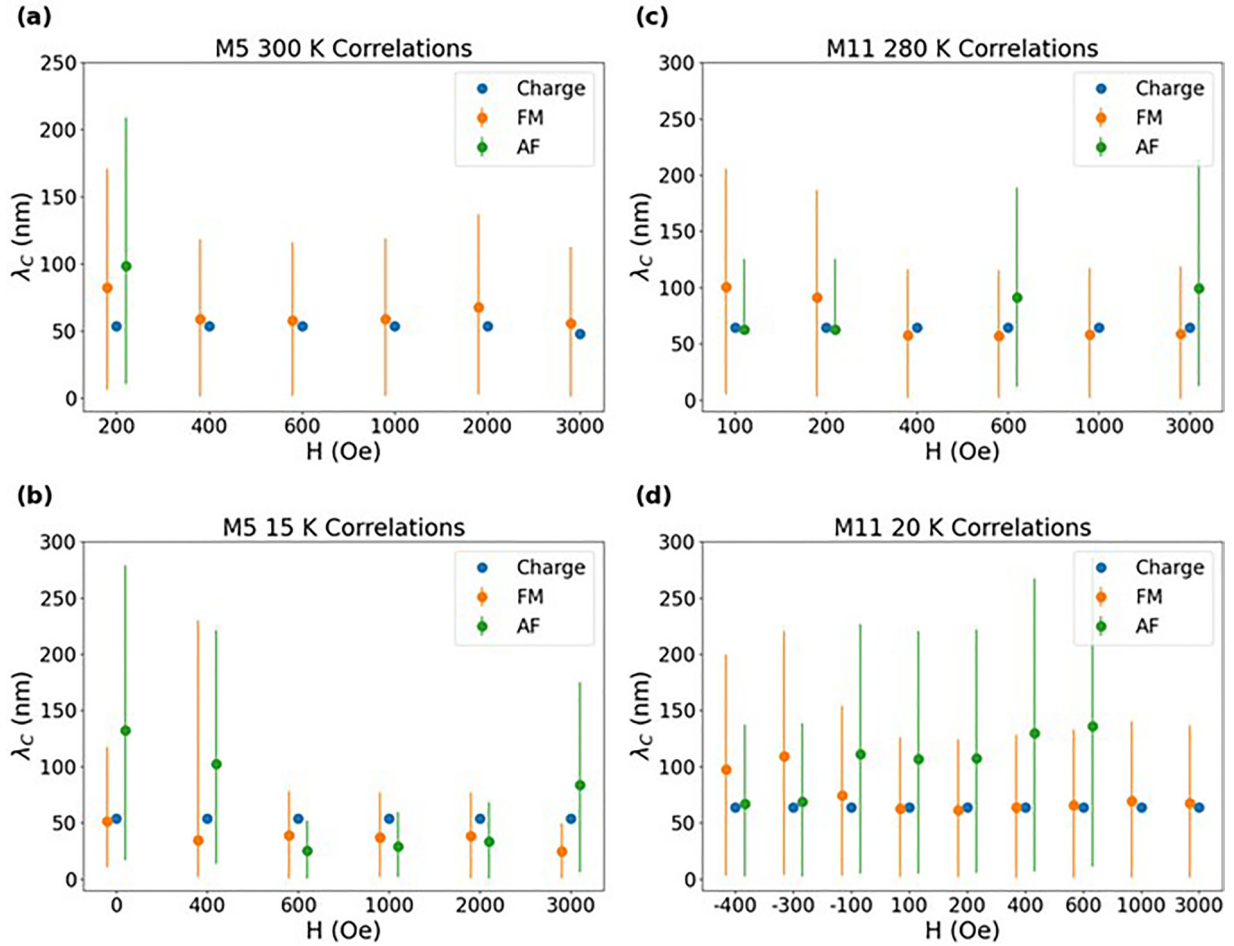 (a)
M5 300 K Correlations
250
200
150
100
50
0
λC (nm)
Charge
FM
AF
200 400 600 1000 2000 3000
H (Oe)
(c)
M11 280 K Correlations
300
250
200
150
100
50
0
λC (nm)
Charge
FM
AF
100 200 400 600 1000 3000
H (Oe)
(b)
M5 15 K Correlations
300
250
200
150
100
50
0
λC (nm)
Charge
FM
AF
0 400 600 1000 2000 3000
H (Oe)
(d)
M11 20 K Correlations
300
250
200
150
100
50
0
λC (nm)
Charge
FM
AF
-400 -300 -100 100 200 400 600 1000 3000
H (Oe)